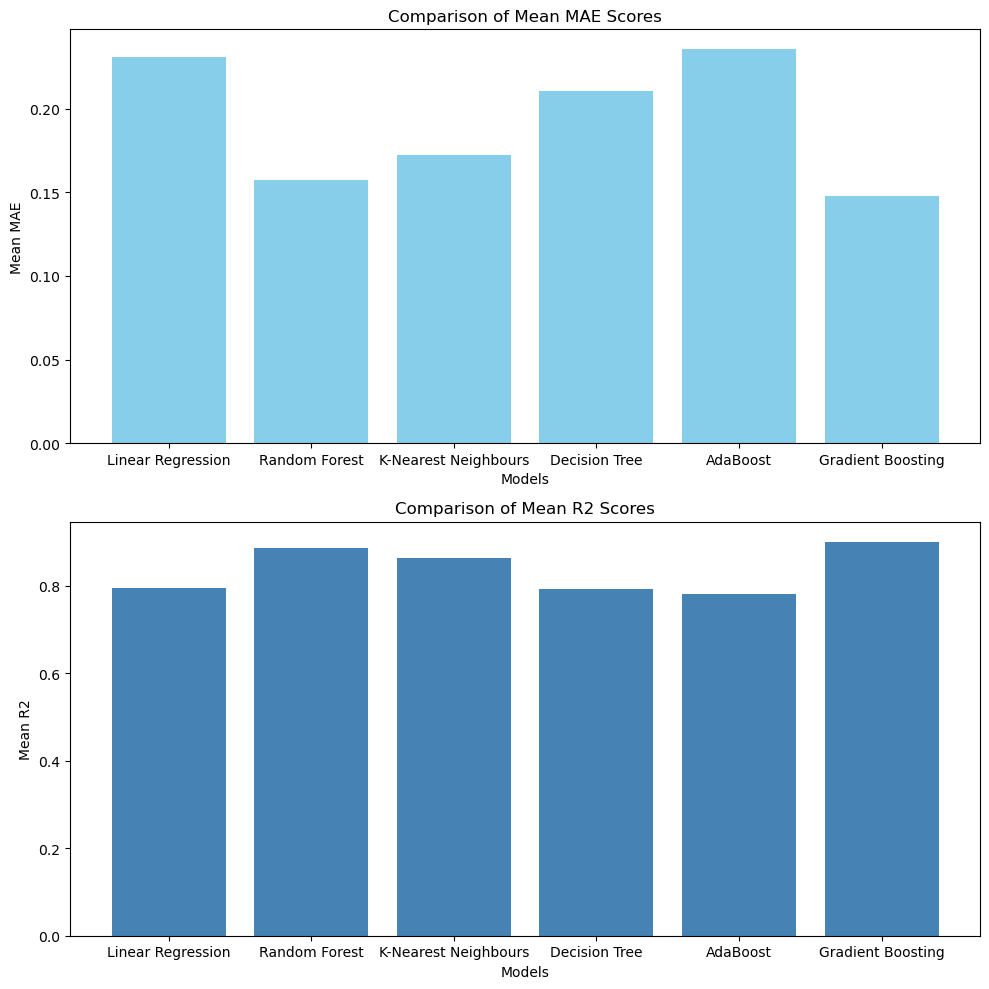 Comparison of Mean MAE Scores
Mean MAE
0.20
0.15
0.10
0.05
0.00
Linear Regression Random Forest K-Nearest Neighbours Decision Tree AdaBoost Gradient Boosting
Models
Comparison of Mean R2 Scores
Mean R2
0.8
0.6
0.4
0.2
0.0
Linear Regression Random Forest K-Nearest Neighbours Decision Tree AdaBoost Gradient Boosting
Models